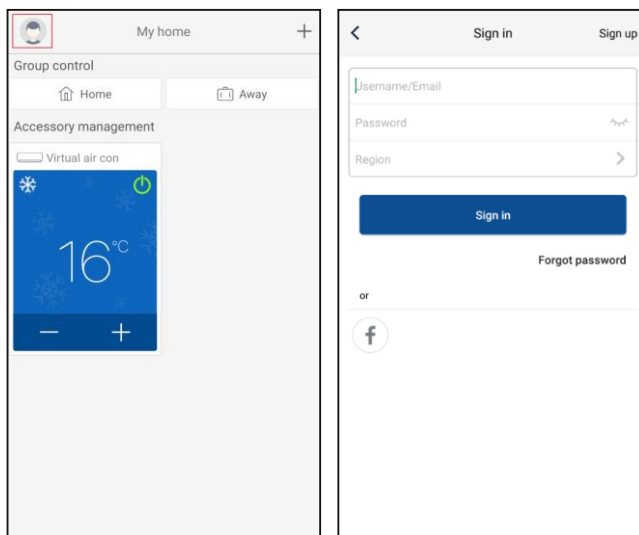 My home +
Group control
Home Away
Accessory management
Virtual air con
16°C
− +
Sign in Sign up
Username/Email
Password
Region
Sign in
Forgot password
or
f